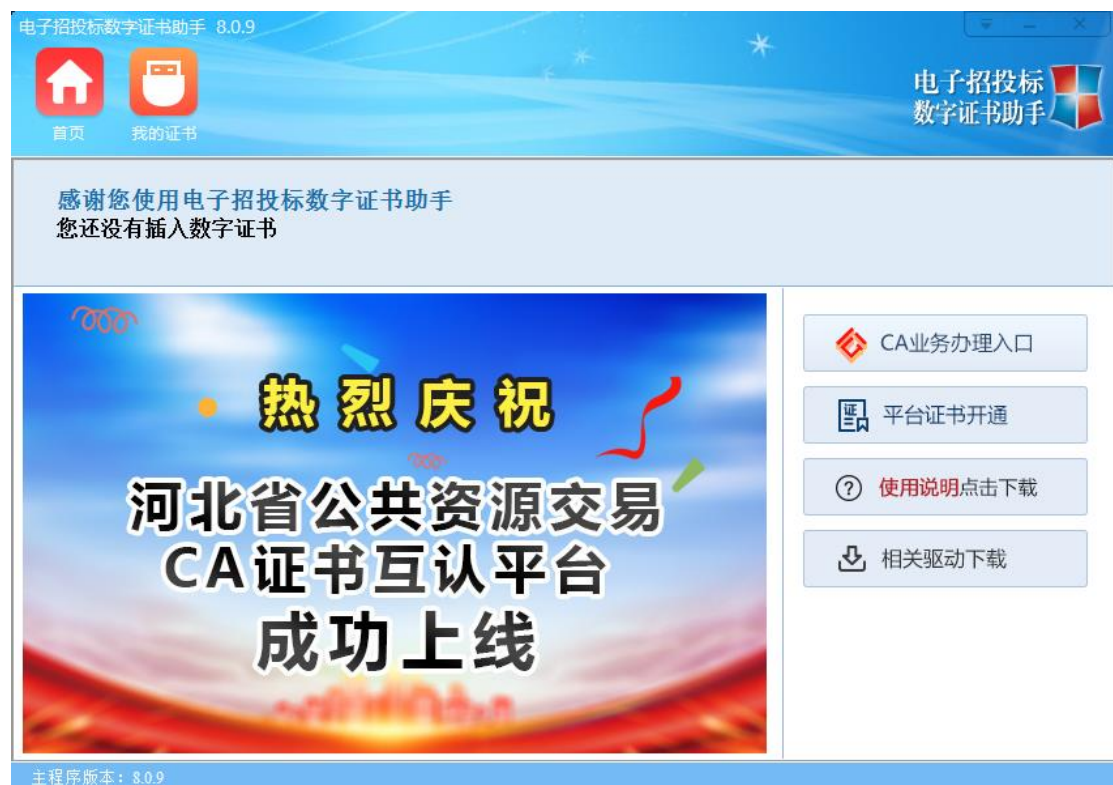 电子招投标数字证书助手 8.0.9
首页
我的证书
电子招投标
数字证书助手
感谢您使用电子招投标数字证书助手
您还没有插入数字证书
热烈庆祝
河北省公共资源交易
CA证书互认平台
成功上线
CA业务办理入口
证 平台证书开通
? 使用说明点击下载
相关驱动下载
主程序版本：8.0.9